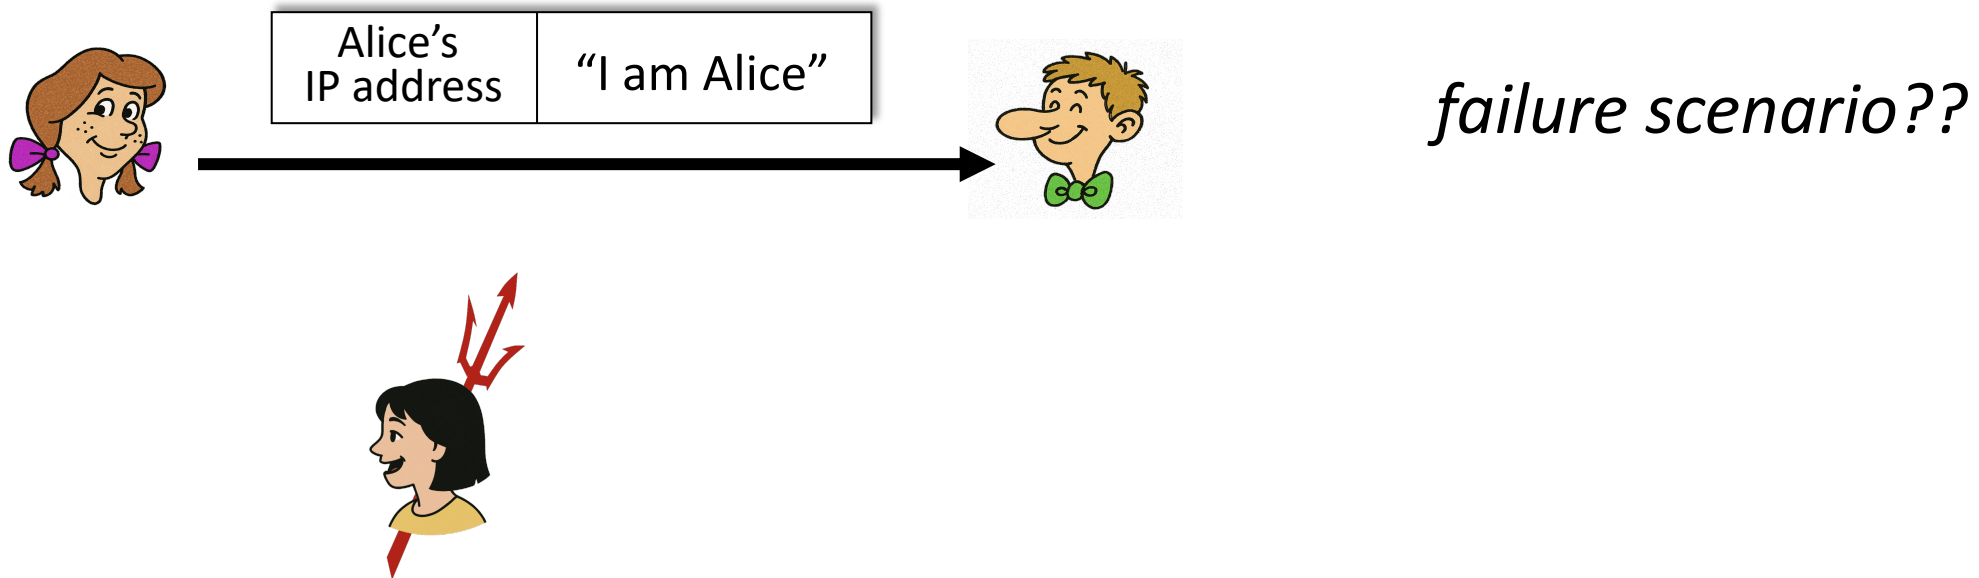 Alice’s
IP address
“I am Alice”
failure scenario??